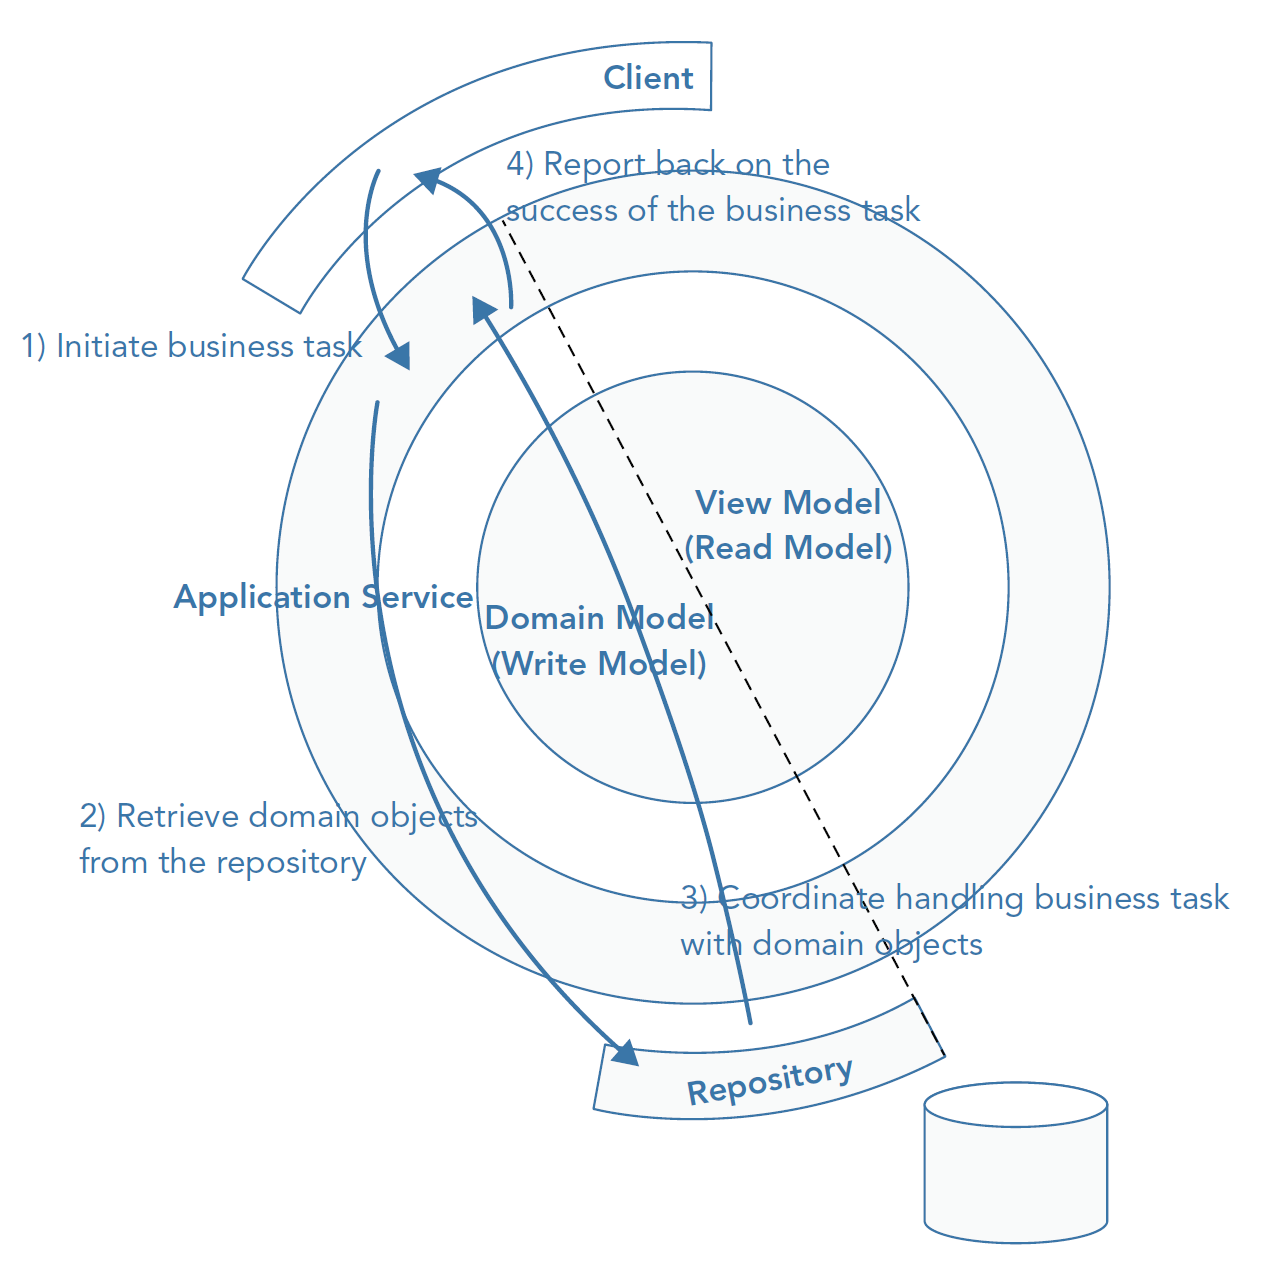 Client
4) Report back on the
success of the business task
1) Initiate business task
View Model
(Read Model)
Application Service
Domain Model
(Write Model)
2) Retrieve domain objects
from the repository
3) Coordinate handling business task
with domain objects
Repository